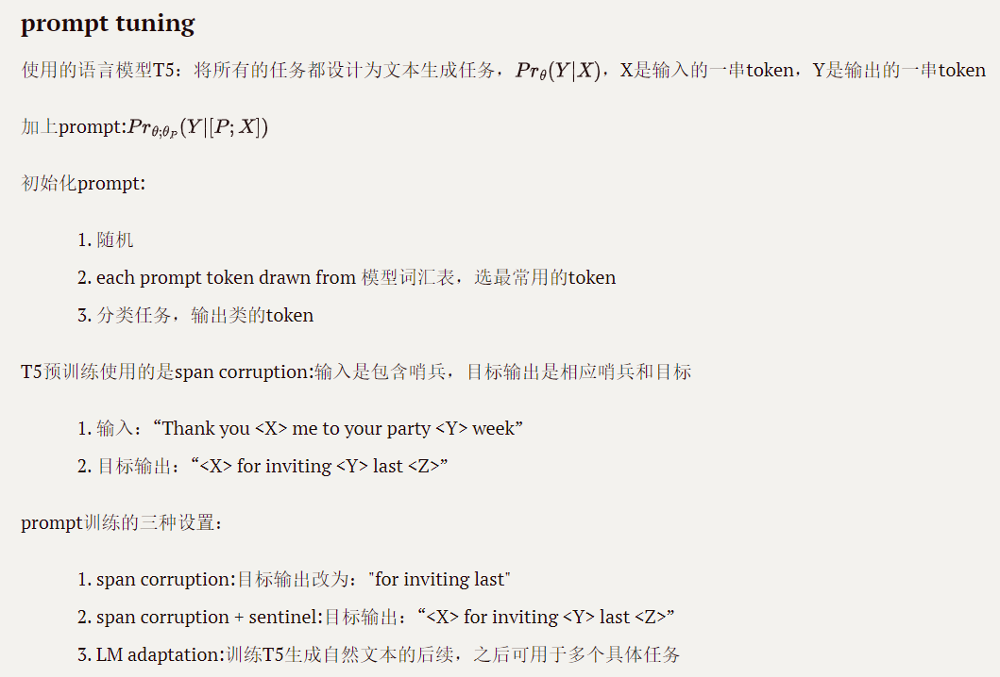 prompt tuning
使用的语言模型T5：将所有的任务都设计为文本生成任务，Prθ(Y|X)，X是输入的一串token，Y是输出的一串token
加上prompt:Prθ;θP(Y|[P; X])
初始化prompt:
1. 随机
2. each prompt token drawn from 模型词汇表，选最常用的token
3. 分类任务，输出类的token
T5预训练使用的是span corruption:输入是包含哨兵，目标输出是相应哨兵和目标
1. 输入：“Thank you <X> me to your party <Y> week”
2. 目标输出：“<X> for inviting <Y> last <Z>”
prompt训练的三种设置：
1. span corruption:目标输出改为："for inviting last"
2. span corruption + sentinel:目标输出：“<X> for inviting <Y> last <Z>”
3. LM adaptation:训练T5生成自然文本的后续，之后可用于多个具体任务